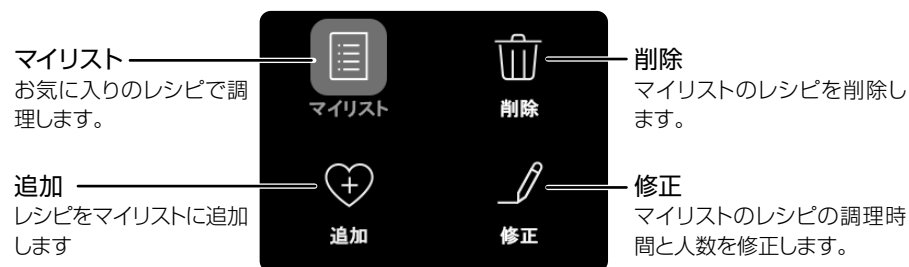 マイリスト
お気に入りのレシピで調
理します。
追加
レシピをマイリストに追加
します
マイリスト
削除
追加
修正
削除
マイリストのレシピを削除し
ます。
修正
マイリストのレシピの調理時
間と人数を修正します。